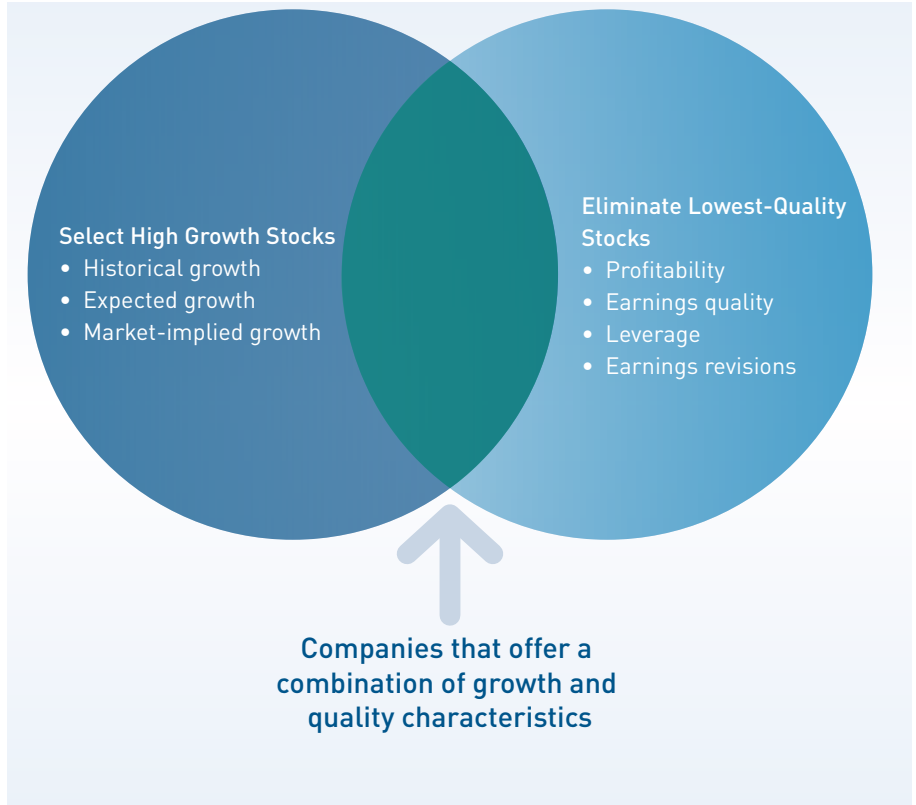 Select High Growth Stocks
• Historical growth
• Expected growth
• Market-implied growth
Eliminate Lowest-Quality
Stocks
• Profitability
• Earnings quality
• Leverage
• Earnings revisions
Companies that offer a
combination of growth and
quality characteristics